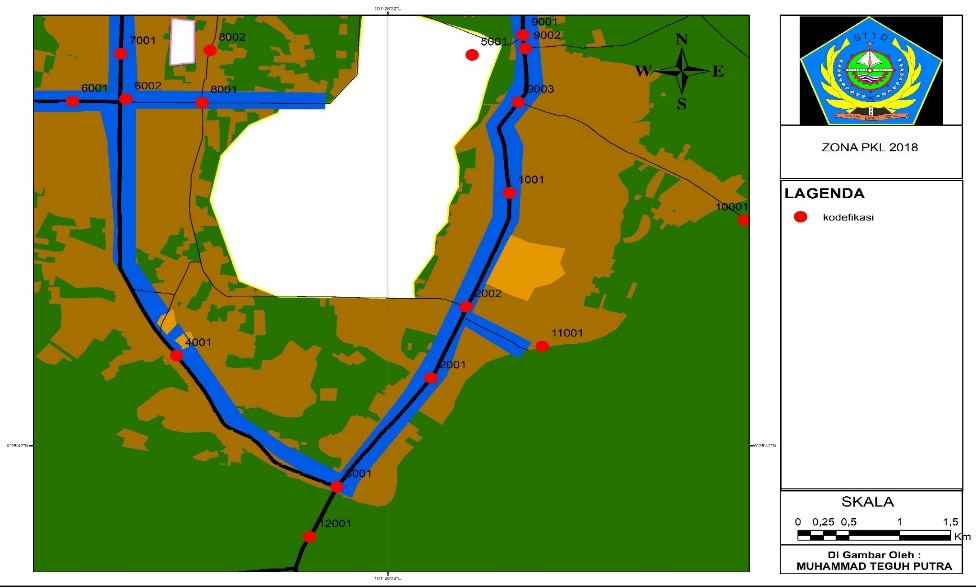 9001
9002
7001
8002
5001
N
W E
S
6001
6002
8001
9003
1001
10001
2002
11001
4001
2001
3001
12001
STTD
ZONA PKL 2018
LAGENDA
kodefikasi
SKALA
0 0,25 0,5 1 1,5
Km
Di Gambar Oleh :
MUHAMMAD TEGUH PUTRA